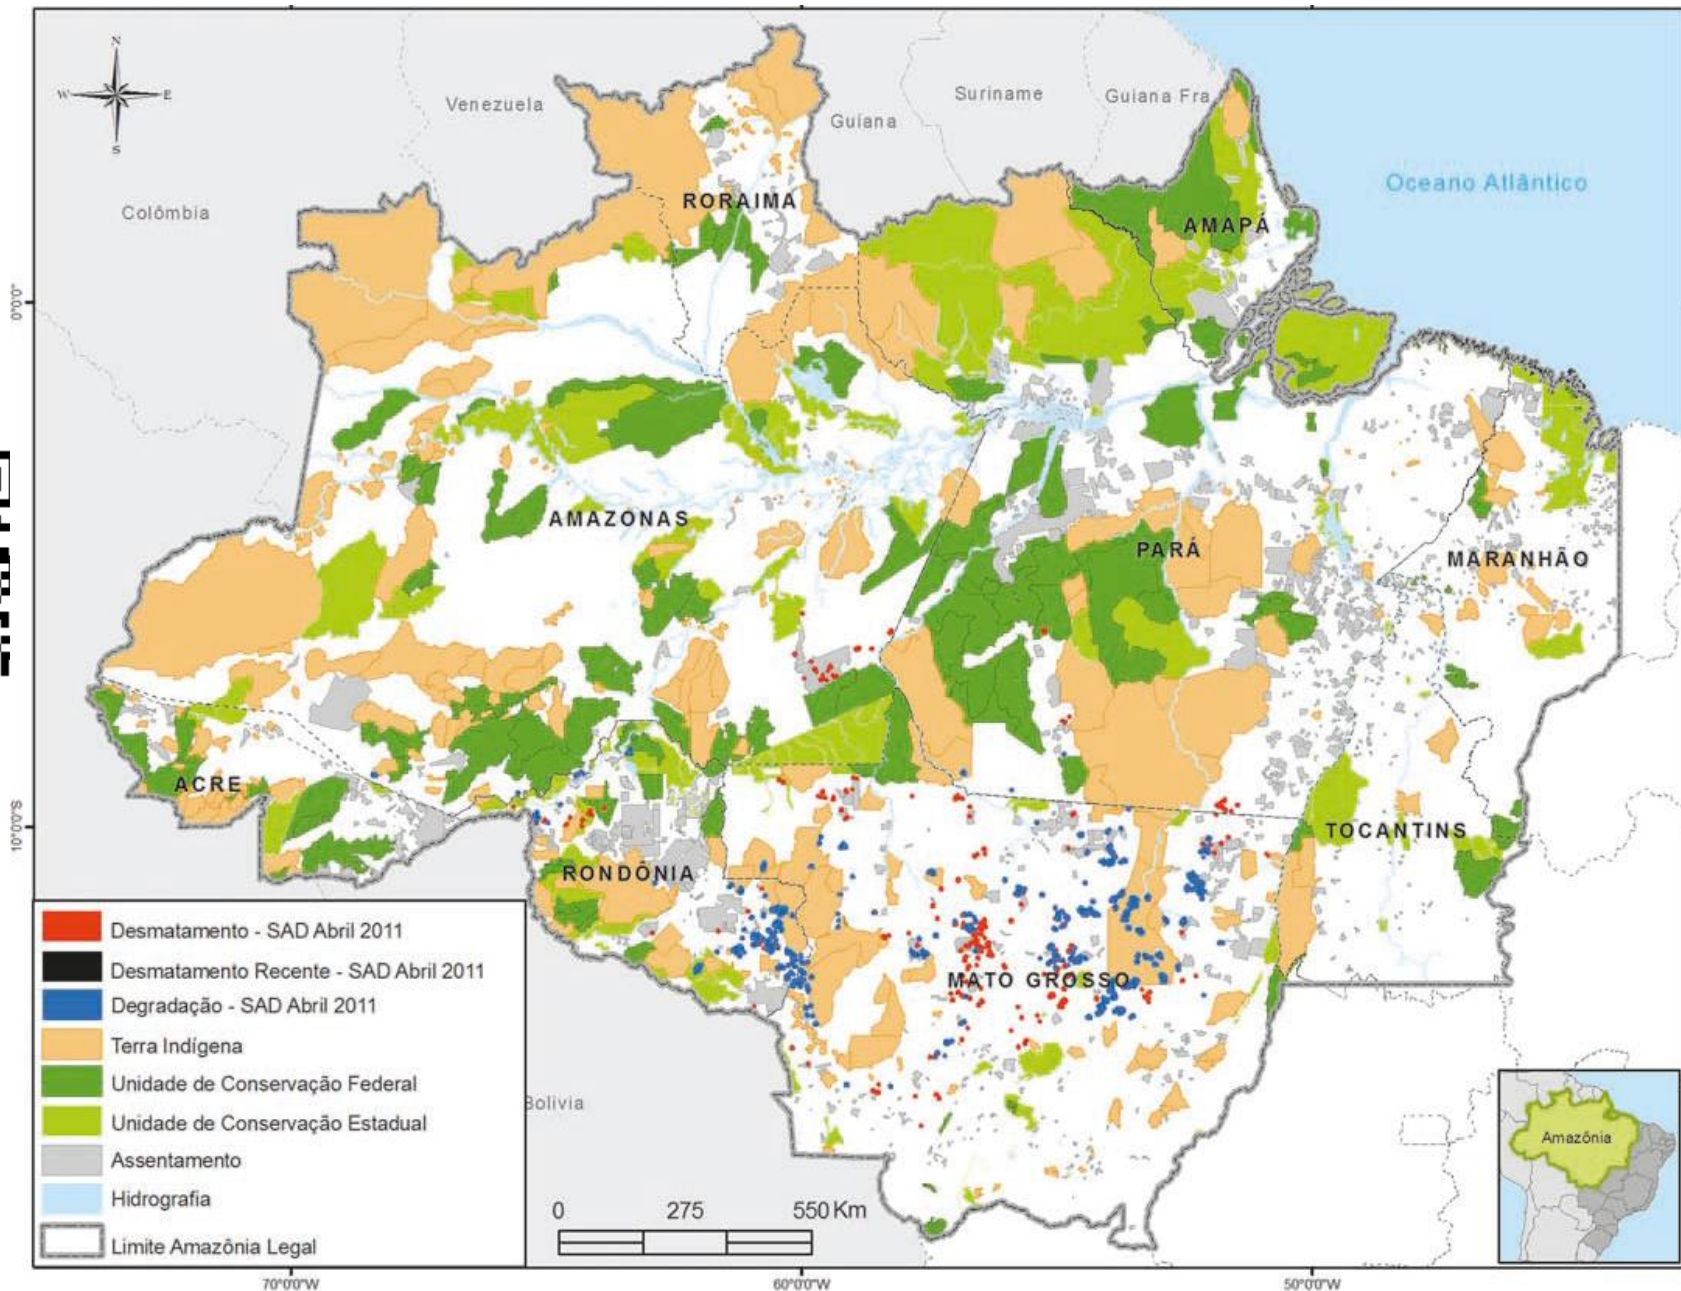 N
W
E
S
Venezuela
Suriname
Guiana Fra
Guiana
Colômbia
Oceano Atlântico
RORAIMA
AMAPÁ
0°0'0"
AMAZONAS
PARÁ
MARANHÃO
ACRE
TOCANTINS
10°0'0"S
RONDÔNIA
MATO GROSSO
Bolivia
Desmatamento - SAD Abril 2011
Desmatamento Recente - SAD Abril 2011
Degradação - SAD Abril 2011
Terra Indígena
Unidade de Conservação Federal
Unidade de Conservação Estadual
Assentamento
Hidrografia
Limite Amazônia Legal
0 275 550 Km
Amazônia
70°0'0"W 60°0'0"W 50°0'0"W